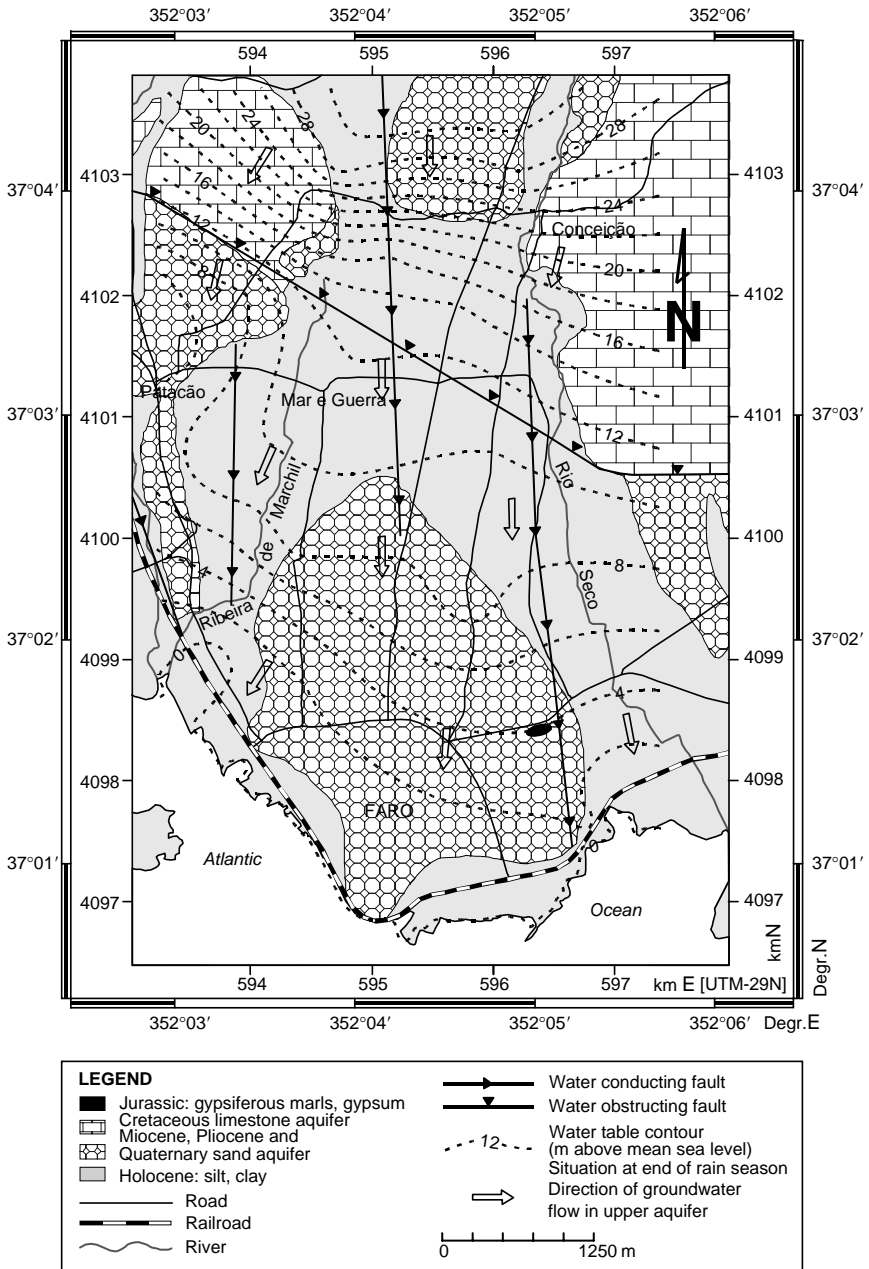 352°03′ 352°04′ 352°05′ 352°06′
594 595 596 597
28
20 24 28
4103 4103
37°04′ 37°04′
16
24
12
Conceição
8 20
4102 4102
N
16
Patacão
Mar e Guerra
37°03′ 37°03′
4101 4101
12
Rio
Ribeira de Marchil
4100 4100
8
4
Seco
37°02′ 37°02′
0
4099 4099
4
4098 4098
FARO
0
37°01′ 37°01′
Atlantic
4097 4097
Ocean
kmN
Degr.N
594 595 596 597 km E [UTM-29N]
352°03′ 352°04′ 352°05′ 352°06′ Degr.E
LEGEND
Jurassic: gypsiferous marls, gypsum
Cretaceous limestone aquifer
Miocene, Pliocene and
Quaternary sand aquifer
Holocene: silt, clay
Road
Railroad
River
Water conducting fault
Water obstructing fault
12
Water table contour
(m above mean sea level)
Situation at end of rain season
Direction of groundwater
flow in upper aquifer
0 1250 m